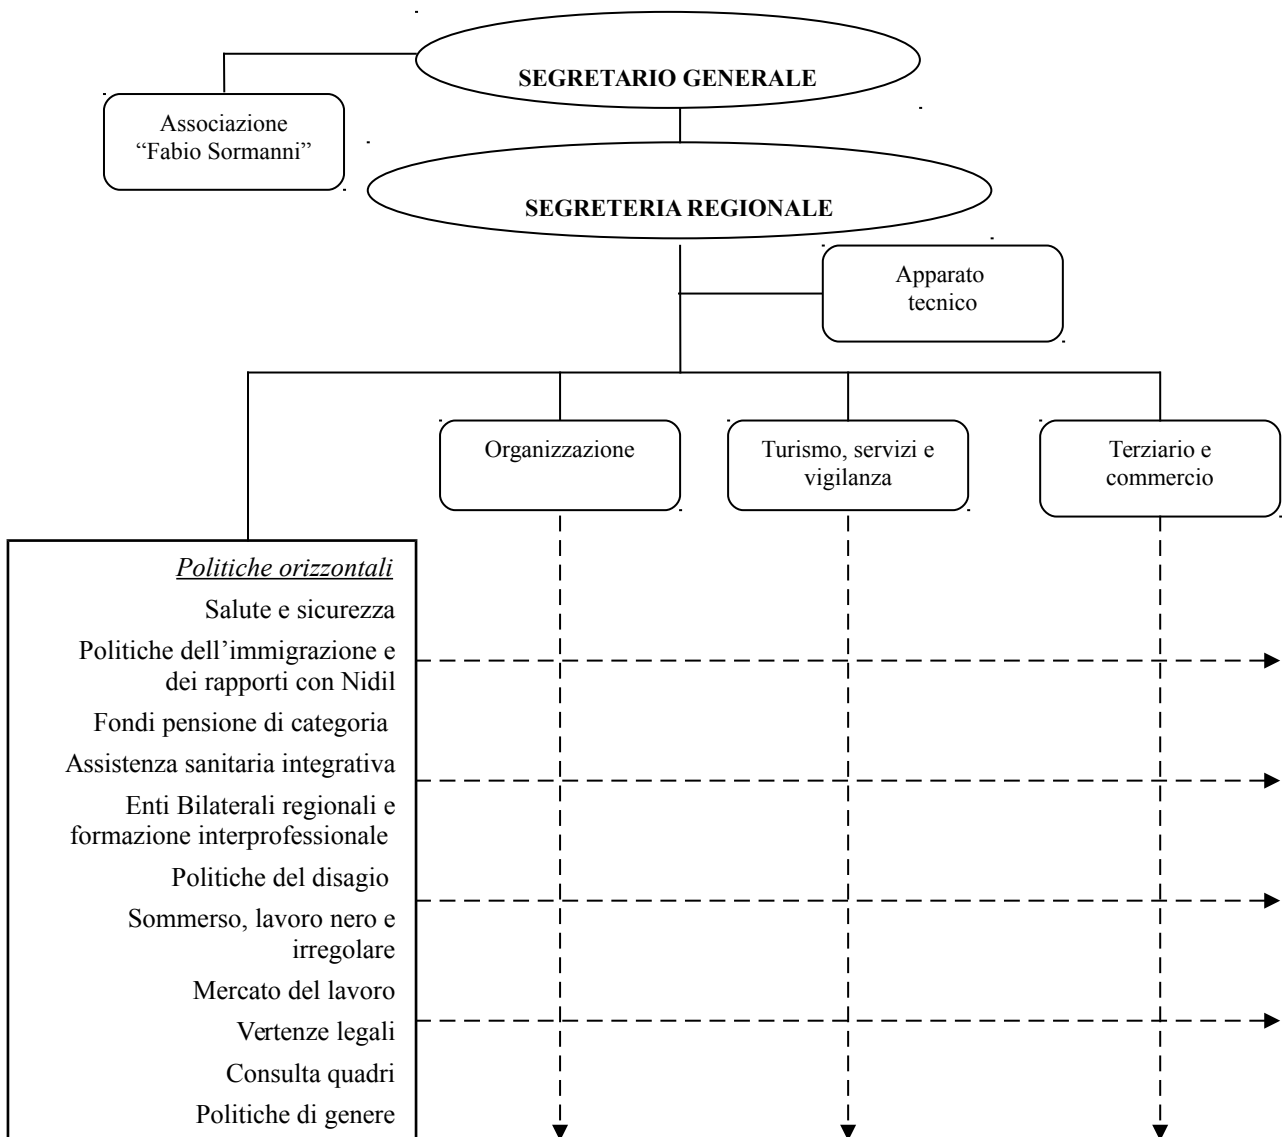 SEGRETARIO GENERALE
Associazione
“Fabio Sormanni”
SEGRETERIA REGIONALE
Apparato
tecnico
Organizzazione
Turismo, servizi e
vigilanza
Terziario e
commercio
Politiche orizzontali
Salute e sicurezza
Politiche dell’immigrazione e
dei rapporti con Nidil
Fondi pensione di categoria
Assistenza sanitaria integrativa
Enti Bilaterali regionali e
formazione interprofessionale
Politiche del disagio
Sommerso, lavoro nero e
irregolare
Mercato del lavoro
Vertenze legali
Consulta quadri
Politiche di genere